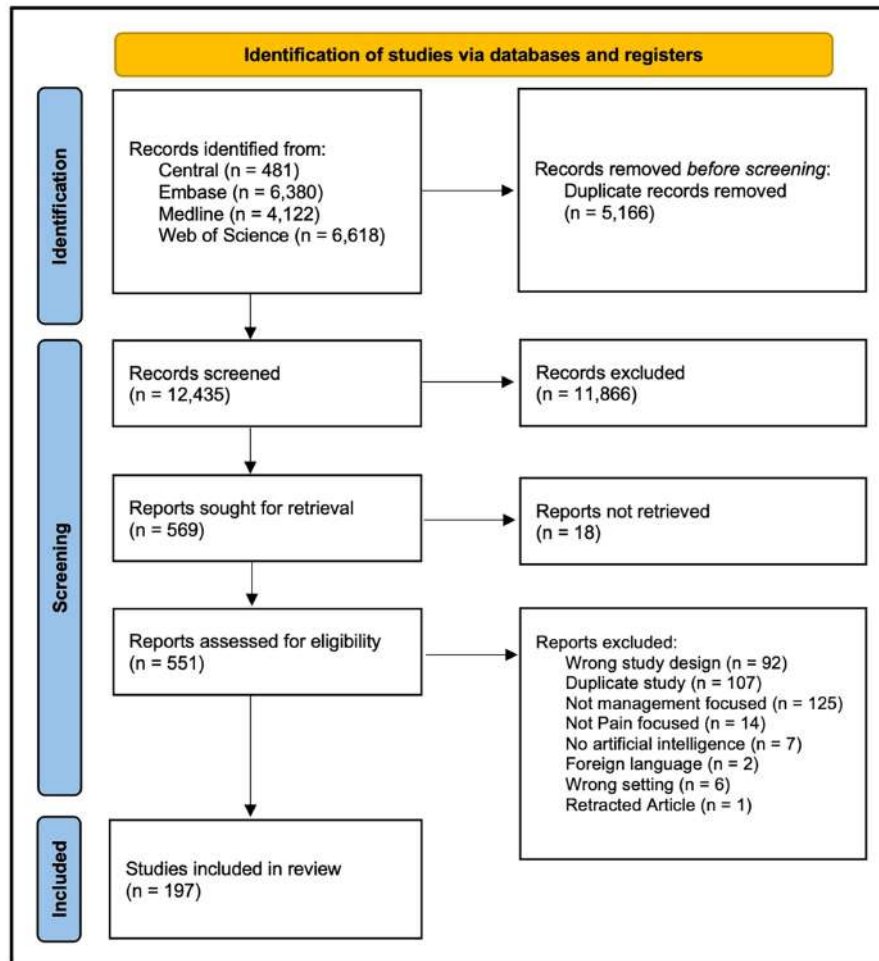 Identification of studies via databases and registers
Identification
Records identified from:
Central (n = 481)
Embase (n = 6,380)
Medline (n = 4,122)
Web of Science (n = 6,618)
Records removed before screening:
Duplicate records removed
(n = 5,166)
Screening
Records screened
(n = 12,435)
Records excluded
(n = 11,866)
Reports sought for retrieval
(n = 569)
Reports not retrieved
(n = 18)
Reports assessed for eligibility
(n = 551)
Reports excluded:
Wrong study design (n = 92)
Duplicate study (n = 107)
Not management focused (n = 125)
Not Pain focused (n = 14)
No artificial intelligence (n = 7)
Foreign language (n = 2)
Wrong setting (n = 6)
Retracted Article (n = 1)
Included
Studies included in review
(n = 197)